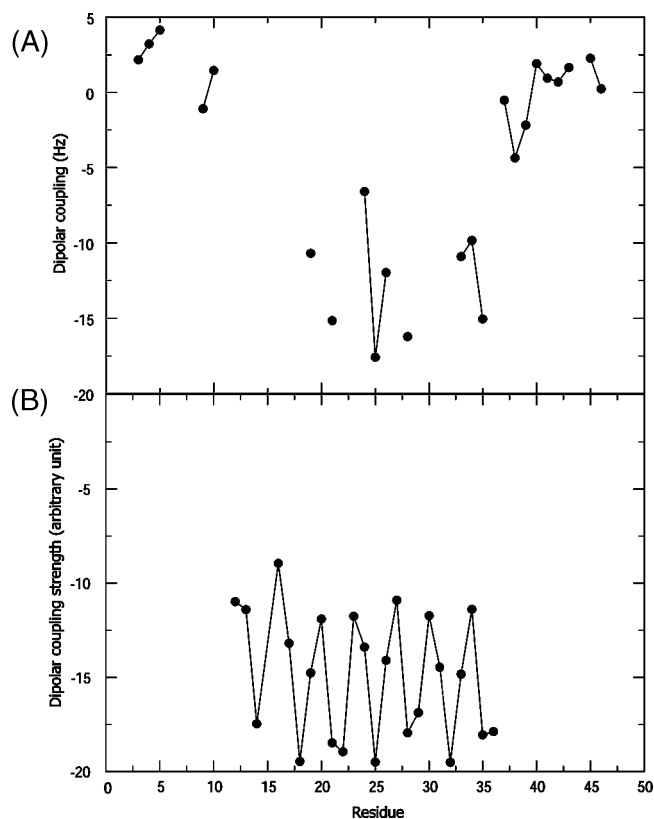 (A)
5
0
-5
-10
-15
-20
Dipolar coupling (Hz)
(B)
-5
-10
-15
-20
Dipolar coupling strength (arbitrary unit)
0 5 10 15 20 25 30 35 40 45 50
Residue